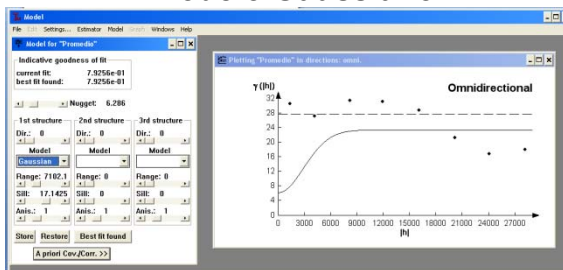 Model
File Edit Settings... Estimator Model Graph Windows Help
Model for "Promedio"
Indicative goodness of fit
current fit: 7.9256e-01
best fit found: 7.9256e-01
Nugget: 6.286
1st structure 2nd structure 3rd structure
Dir.: 0 Dir.: 0 Dir.: 0
Model Model Model
Gaussian
Range: 7102.1 Range: 0 Range: 0
Sill: 17.1425 Sill: 0 Sill: 0
Anis.: 1 Anis.: 1 Anis.: 1
Store Restore Best fit found
A priori Cov./Corr. >>
Plotting "Promedio" in directions: omni.
γ (|h|)
Omnidirectional
32
28
24
20
16
12
8
4
0
0 3000 6000 9000 12000 15000 18000 21000 24000 27000
|h|